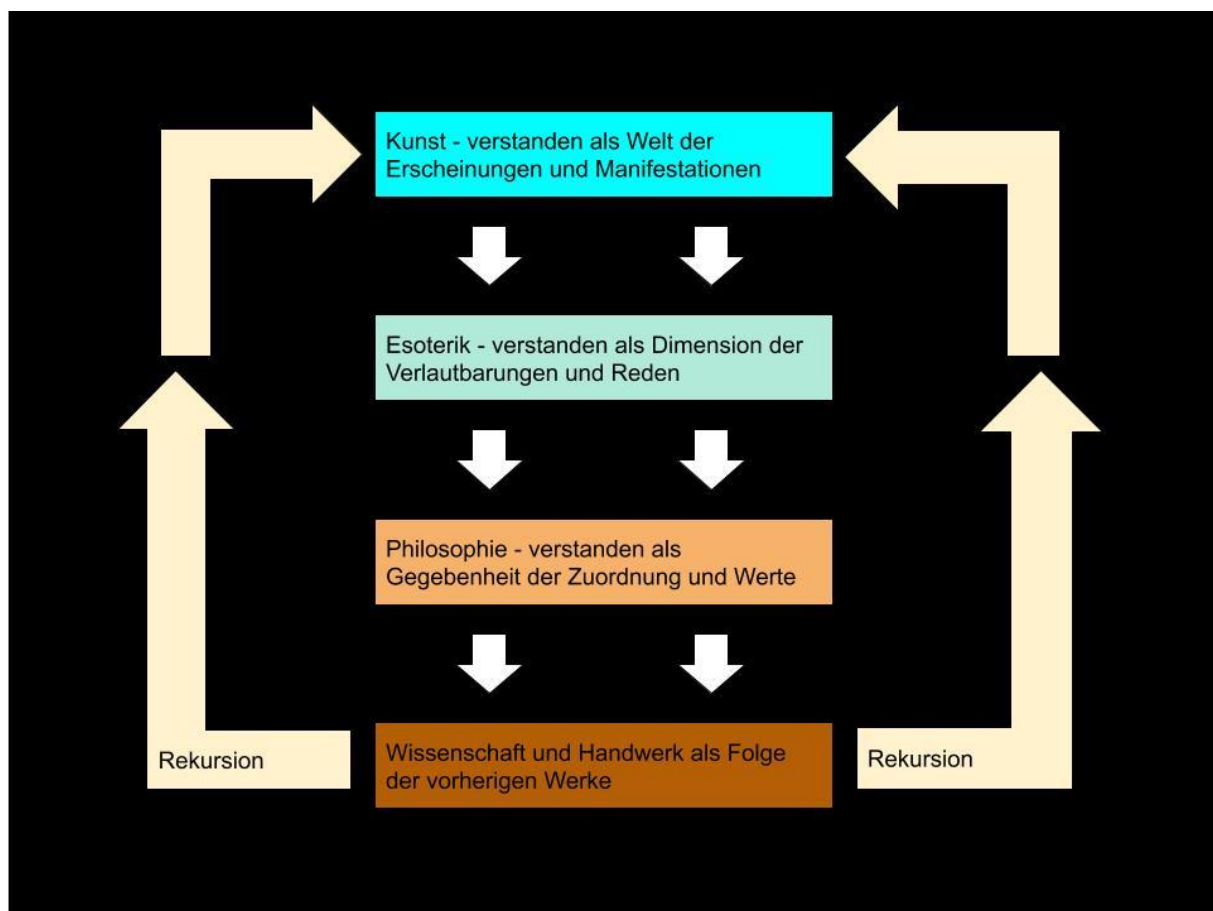 Kunst - verstanden als Welt der
Erscheinungen und Manifestationen
Esoterik - verstanden als Dimension der
Verlautbarungen und Reden
Philosophie - verstanden als
Gegebenheit der Zuordnung und Werte
Wissenschaft und Handwerk als Folge
der vorherigen Werke
Rekursion
Rekursion